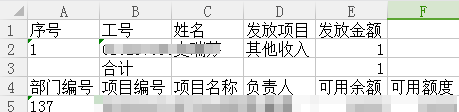 A B C D E F
1 序号 工号 姓名 发放项目 发放金额
2 1 其他收入 1
3 合计 1
4 部门编号 项目编号 项目名称 负责人 可用余额 可用额度
5 137